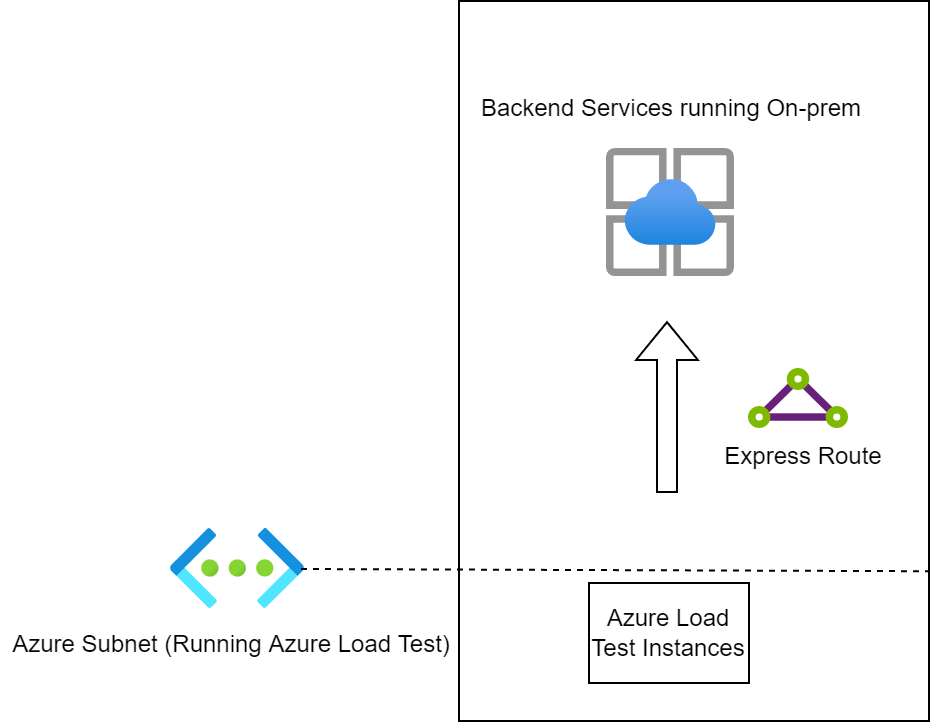 Backend Services running On-prem
Express Route
Azure Subnet (Running Azure Load Test)
Azure Load
Test Instances